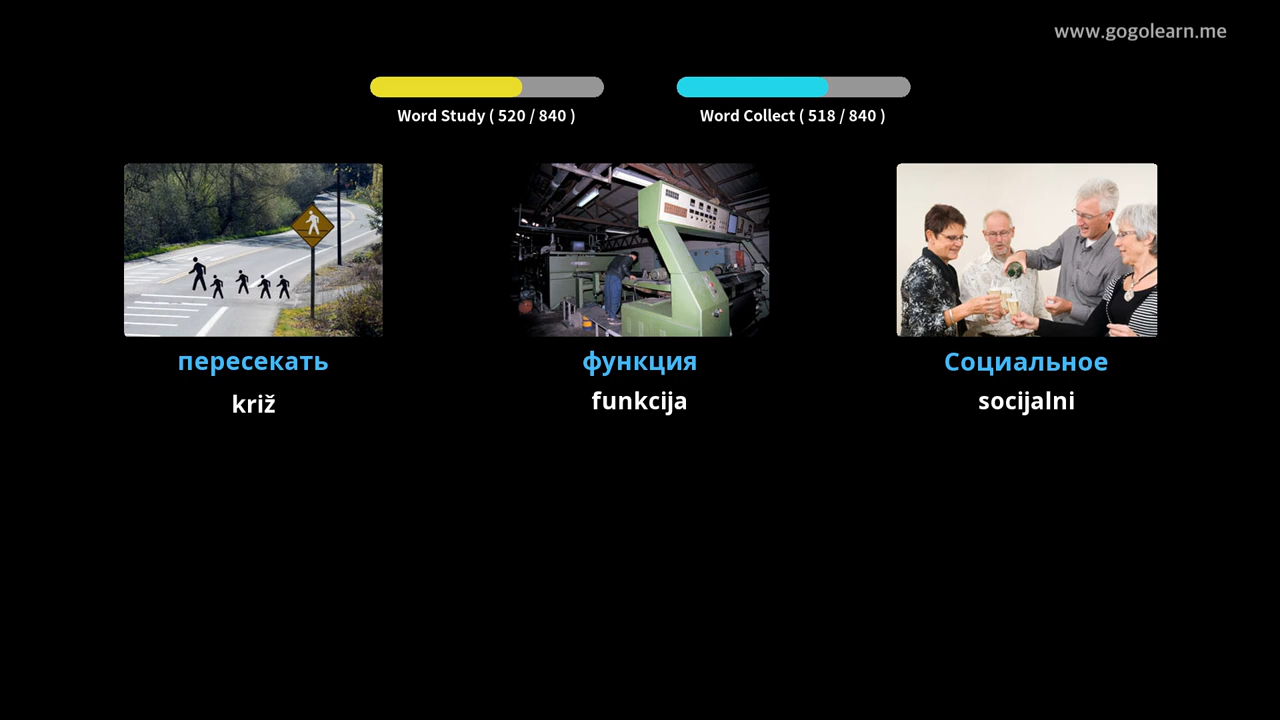 www.gogolearn.me
Word Study ( 520 / 840 )
Word Collect ( 518 / 840 )
пересекать
križ
функция
funkcija
Социальное
socijalni